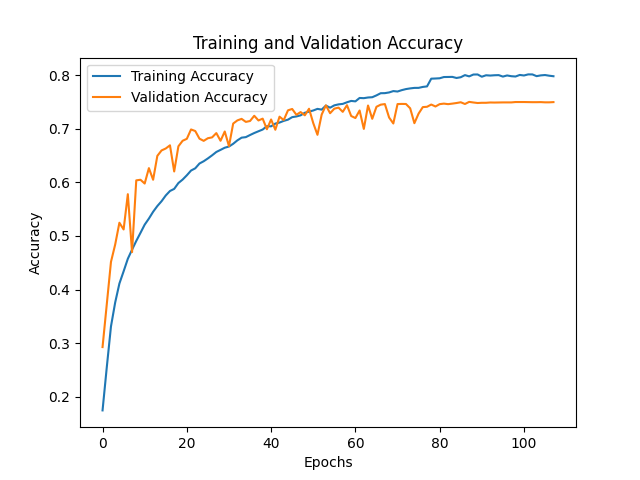 Training and Validation Accuracy
Training Accuracy
Validation Accuracy
0.8
0.7
0.6
0.5
0.4
0.3
0.2
Accuracy
0 20 40 60 80 100
Epochs